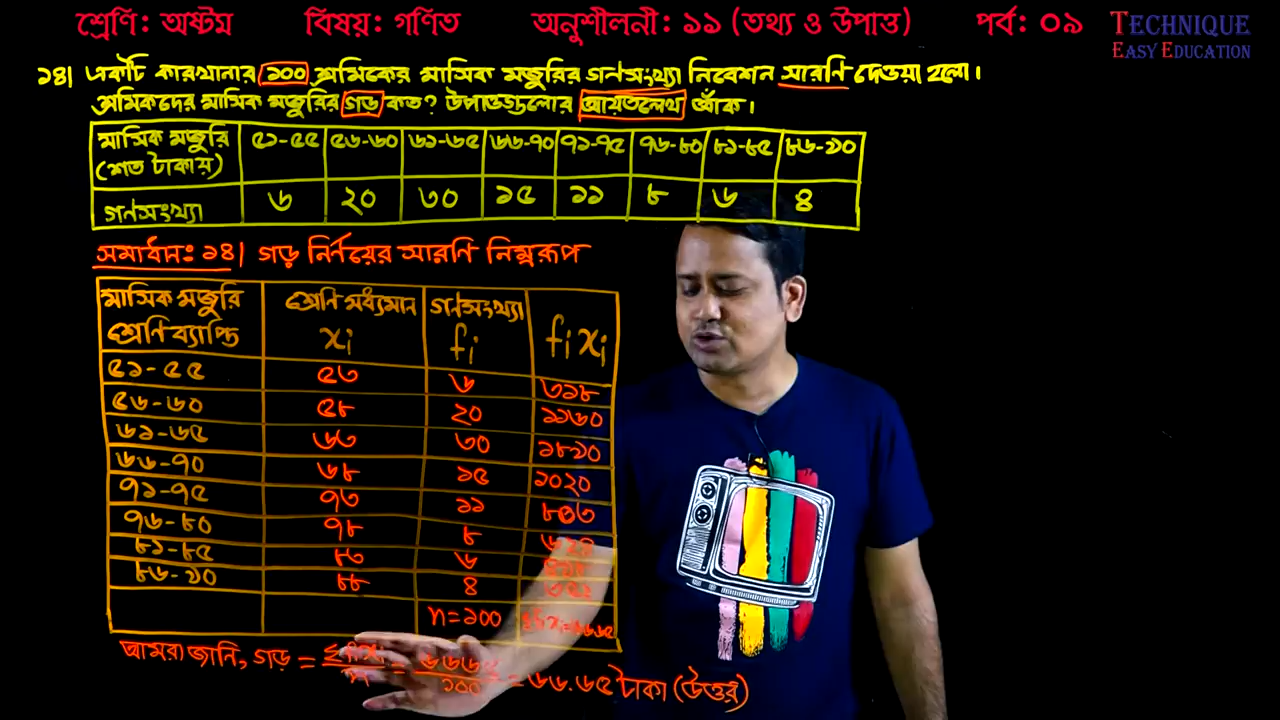 শ্রেণি: অষ্টম বিষয়: গণিত অনুশীলনী: ১১ (তথ্য ও উপাত্ত) পর্ব: ০৯ TECHNIQUE
EASY EDUCATION
১৪| একটি কারখানার ১০০ শ্রমিকের মাসিক মজুরির গণসংখ্যা নিবেশন সারণি দেওয়া হলো।
শ্রমিকদের মাসিক মজুরির গড় কত? উপাত্তগুলোর আয়তলেখ আঁক।
মাসিক মজুরি (শত টাকায়) ৫১-৫৫ ৫৬-৬০ ৬১-৬৫ ৬৬-৭০ ৭১-৭৫ ৭৬-৮০ ৮১-৮৫ ৮৬-৯০
গণসংখ্যা ৬ ২০ ৩০ ১৫ ১১ ৮ ৬ ৪
সমাধান: ১৪| গড় নির্ণয়ের সারণি নিম্নরূপ
মাসিক মজুরি শ্রেণি মধ্যমান গণসংখ্যা
শ্রেণি ব্যাপ্তি xi fi fi xi
৫১-৫৫ ৫৩ ৬ ৩১৮
৫৬-৬০ ৫৮ ২০ ১১৬০
৬১-৬৫ ৬৩ ৩০ ১৮৯০
৬৬-৭০ ৬৮ ১৫ ১০২০
৭১-৭৫ ৭৩ ১১ ৮০৩
৭৬-৮০ ৭৮ ৮
৮১-৮৫ ৮৩ ৬
৮৬-৯০ ৮৮ ৪
n=১০০
আমরা জানি, গড় = = = ৬৬.৬৫ টাকা (উত্তর)